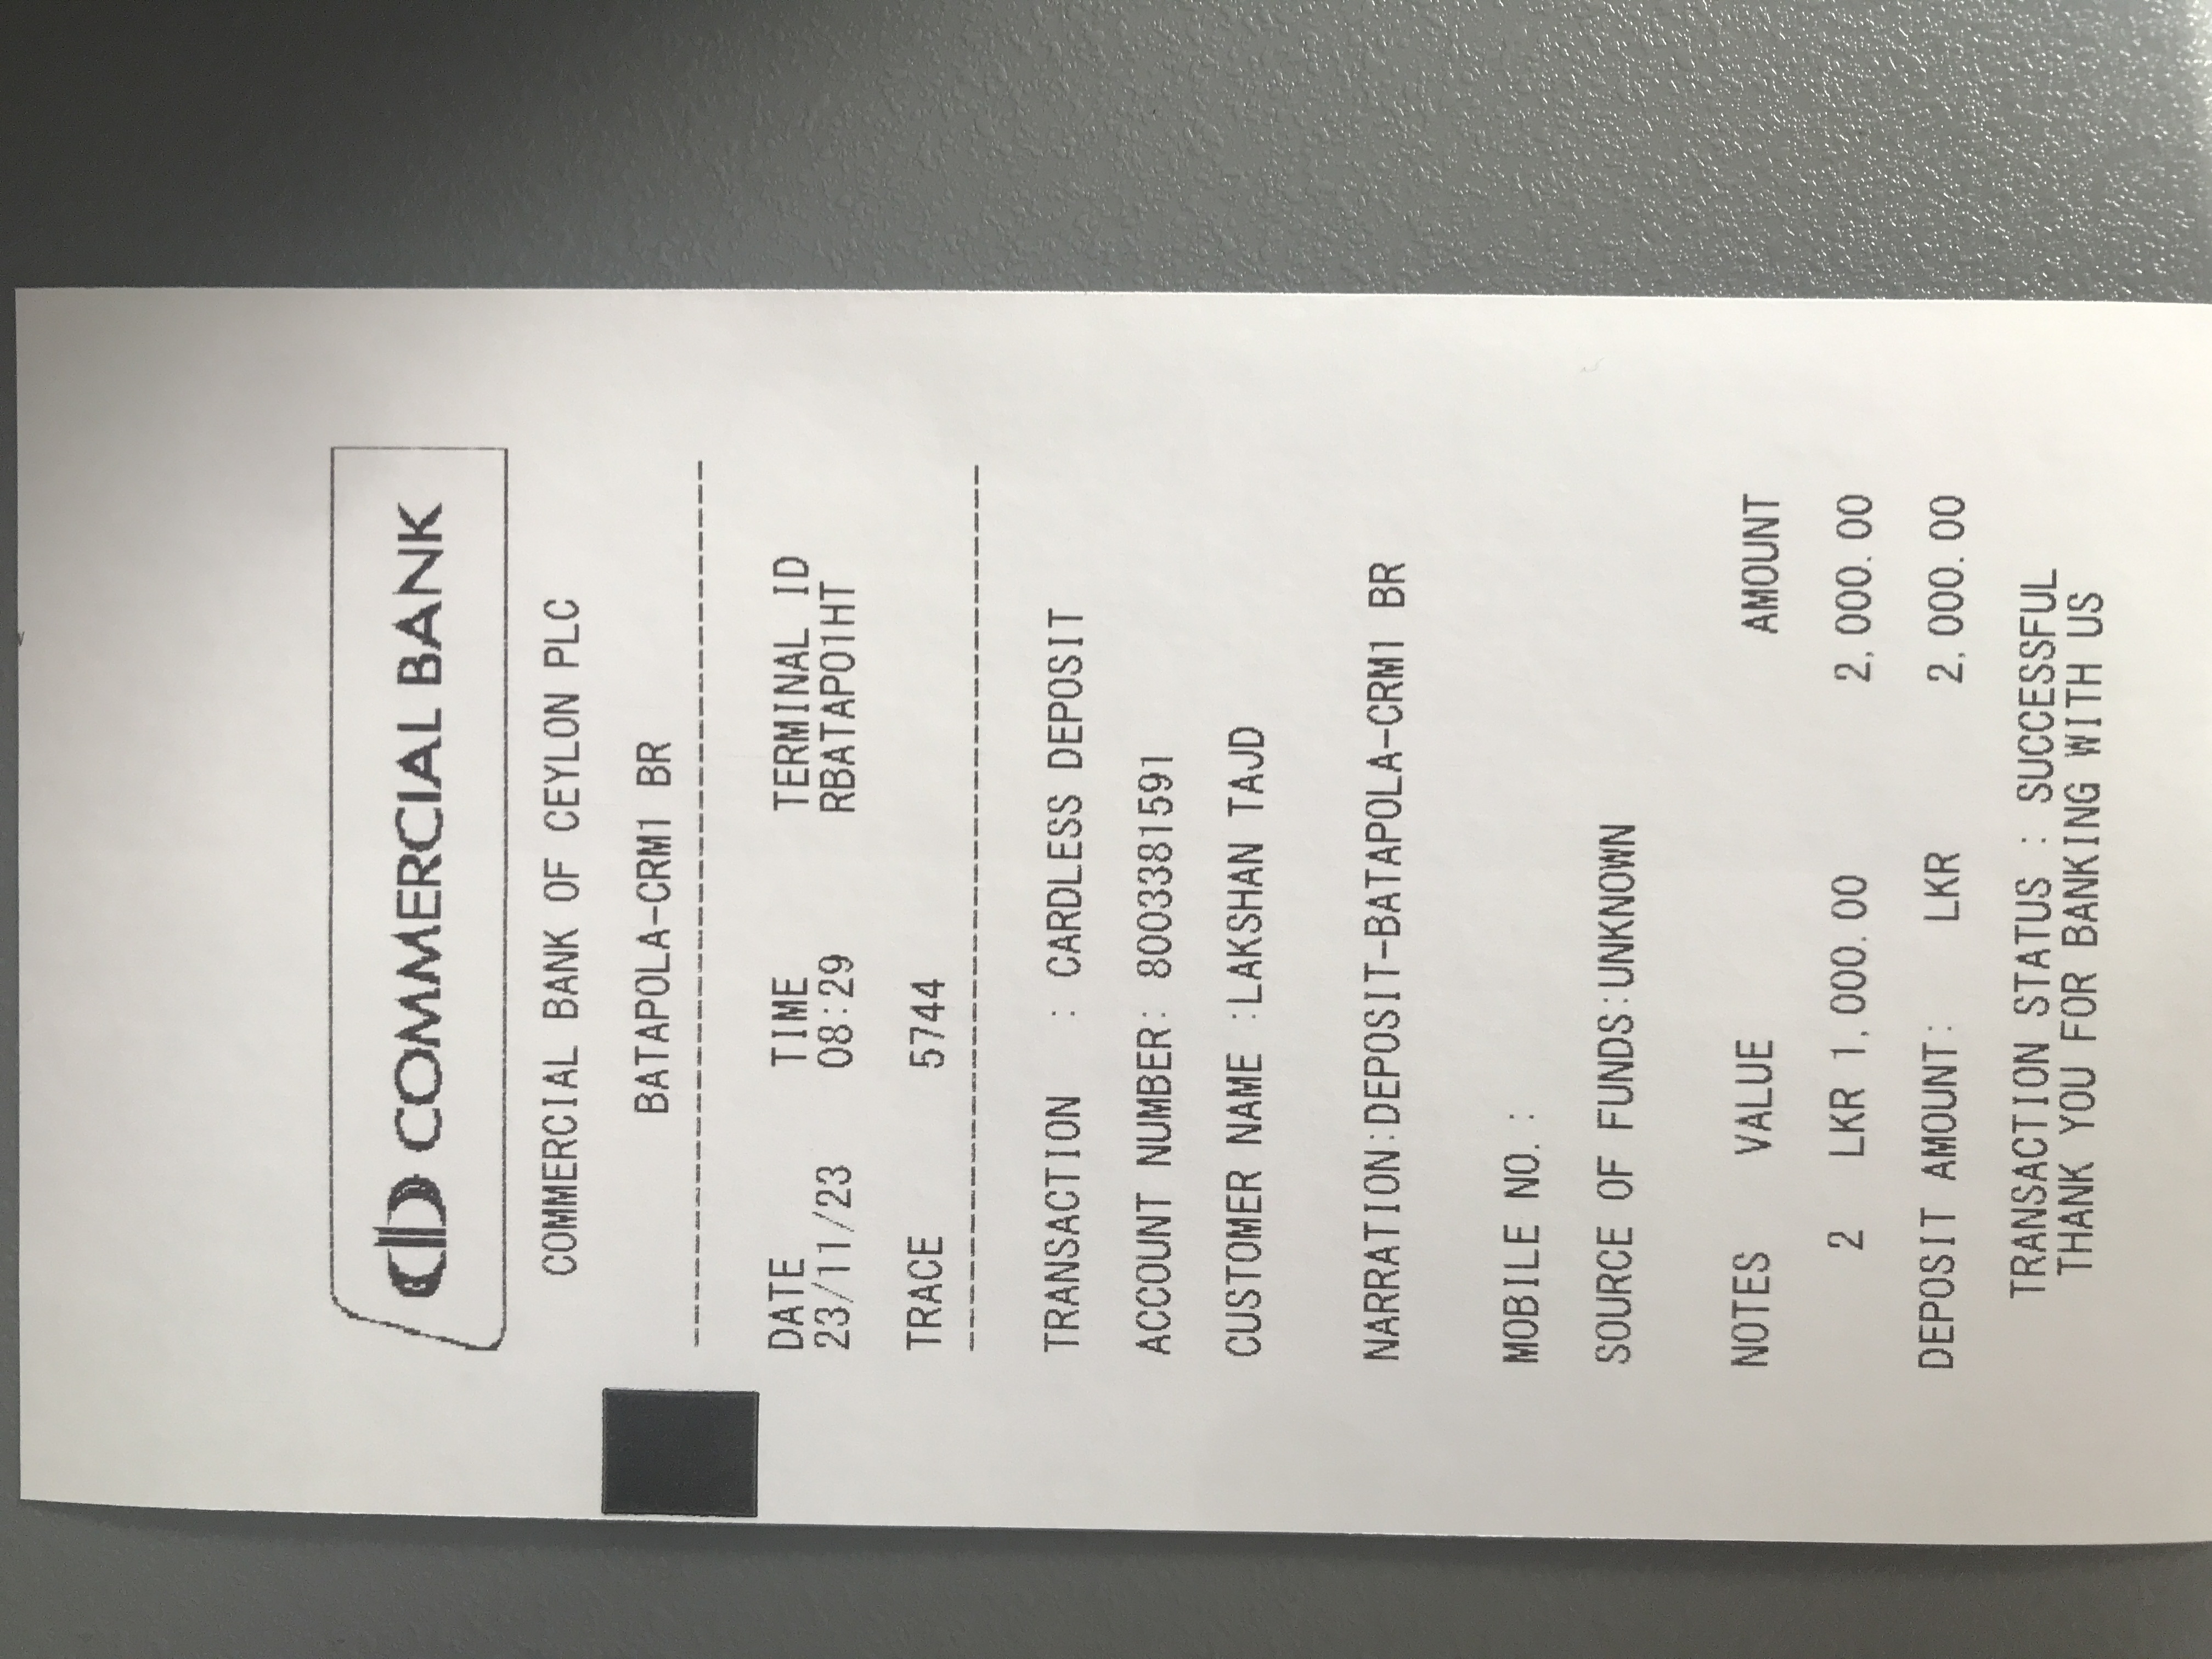 COMMERCIAL BANK
COMMERCIAL BANK OF CEYLON PLC
BATAPOLA-CRM1 BR
DATE TIME TERMINAL ID
23/11/23 08:29 RBATAP01HT
TRACE 5744
TRANSACTION : CARDLESS DEPOSIT
ACCOUNT NUMBER: 8003381591
CUSTOMER NAME :LAKSHAN TAJD
NARRATION:DEPOSIT-BATAPOLA-CRM1 BR
MOBILE NO. :
SOURCE OF FUNDS:UNKNOWN
NOTES VALUE AMOUNT
2 LKR 1,000.00 2,000.00
DEPOSIT AMOUNT: LKR 2,000.00
TRANSACTION STATUS : SUCCESSFUL
THANK YOU FOR BANKING WITH US